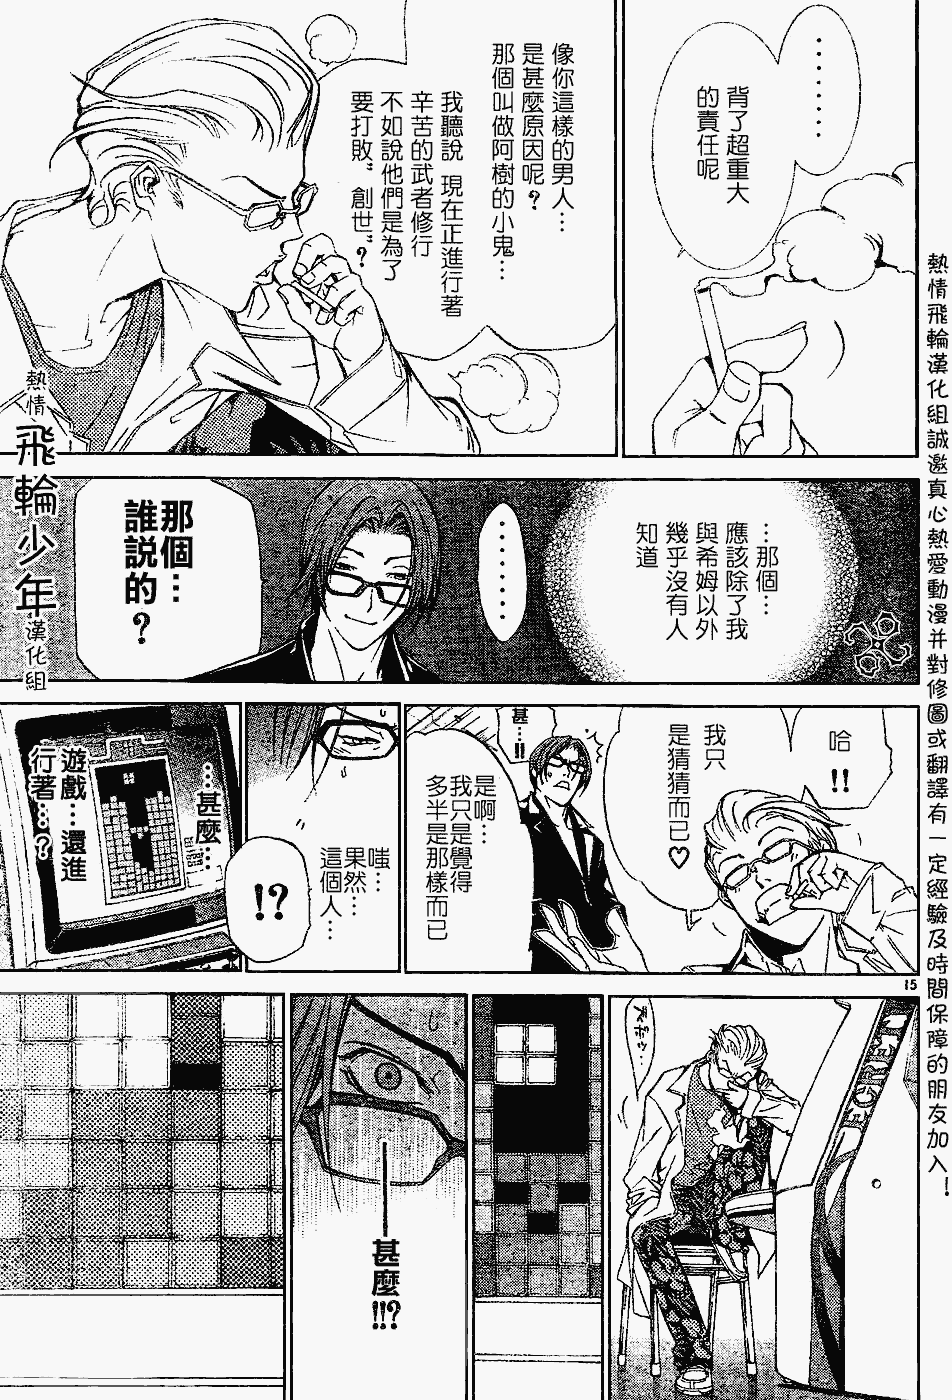 ．．．．．．
背了超重大
的責任呢
像你這樣的男人…
是甚麼原因呢？
那個叫做阿樹的小鬼…
我聽說 現在正進行著
辛苦的武者修行
不如說他們是為了
要打敗〝創世〞？
…那個…
應該除了我
與希姆以外
幾乎沒有人
知道
．．．．．．
那個…
誰說的？
哈
!!
我只
是猜猜而已♡
甚…!!
是啊…
我只是覺得
多半是那樣而已
嗤…
果然…
這個人…
!?
…甚麼…
遊戲…還進
行著…？
15
SECRET
——甚麼!!?
熱情
飛輪少年
漢化組
熱情飛輪漢化組誠邀真心熱愛動漫并對修圖或翻譯有一定經驗及時間保障的朋友加入！